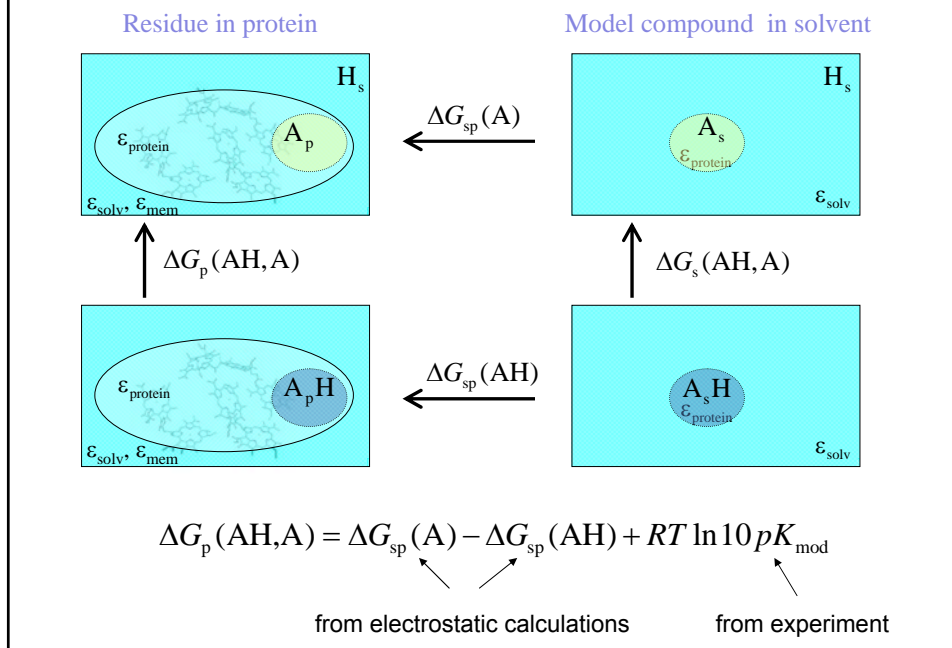 Residue in protein
Model compound in solvent
H_s
ε_protein
A_p
ε_solv, ε_mem
ΔG_sp(A)
H_s
A_s
ε_protein
ε_solv
ΔG_p(AH,A)
ΔG_s(AH,A)
ε_protein
A_pH
ε_solv, ε_mem
ΔG_sp(AH)
A_sH
ε_protein
ε_solv
ΔG_p(AH,A) = ΔG_sp(A) − ΔG_sp(AH) + RT ln10 pK_mod
from electrostatic calculations
from experiment